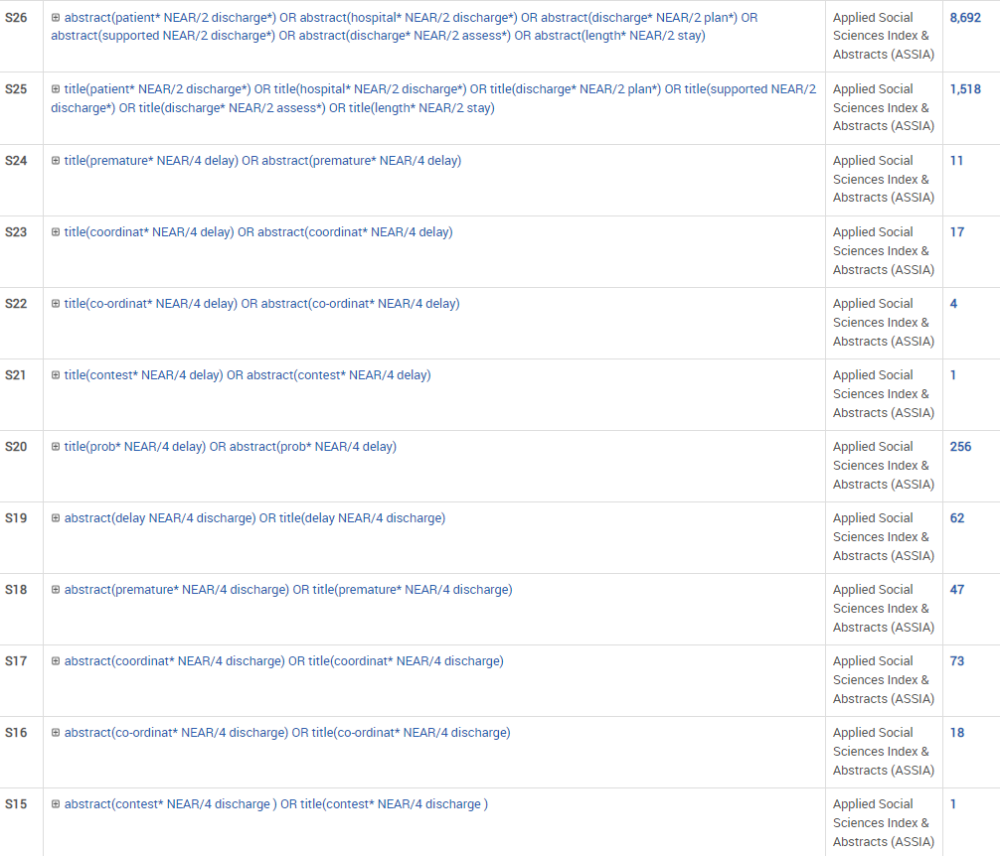 S26
abstract(patient* NEAR/2 discharge*) OR abstract(hospital* NEAR/2 discharge*) OR abstract(discharge* NEAR/2 plan*) OR
abstract(supported NEAR/2 discharge*) OR abstract(discharge* NEAR/2 assess*) OR abstract(length* NEAR/2 stay)
Applied Social
Sciences Index &
Abstracts (ASSIA)
8,692
S25
title(patient* NEAR/2 discharge*) OR title(hospital* NEAR/2 discharge*) OR title(discharge* NEAR/2 plan*) OR title(supported NEAR/2
discharge*) OR title(discharge* NEAR/2 assess*) OR title(length* NEAR/2 stay)
Applied Social
Sciences Index &
Abstracts (ASSIA)
1,518
S24
title(premature* NEAR/4 delay) OR abstract(premature* NEAR/4 delay)
Applied Social
Sciences Index &
Abstracts (ASSIA)
11
S23
title(coordinat* NEAR/4 delay) OR abstract(coordinat* NEAR/4 delay)
Applied Social
Sciences Index &
Abstracts (ASSIA)
17
S22
title(co-ordinat* NEAR/4 delay) OR abstract(co-ordinat* NEAR/4 delay)
Applied Social
Sciences Index &
Abstracts (ASSIA)
4
S21
title(contest* NEAR/4 delay) OR abstract(contest* NEAR/4 delay)
Applied Social
Sciences Index &
Abstracts (ASSIA)
1
S20
title(prob* NEAR/4 delay) OR abstract(prob* NEAR/4 delay)
Applied Social
Sciences Index &
Abstracts (ASSIA)
256
S19
abstract(delay NEAR/4 discharge) OR title(delay NEAR/4 discharge)
Applied Social
Sciences Index &
Abstracts (ASSIA)
62
S18
abstract(premature* NEAR/4 discharge) OR title(premature* NEAR/4 discharge)
Applied Social
Sciences Index &
Abstracts (ASSIA)
47
S17
abstract(coordinat* NEAR/4 discharge) OR title(coordinat* NEAR/4 discharge)
Applied Social
Sciences Index &
Abstracts (ASSIA)
73
S16
abstract(co-ordinat* NEAR/4 discharge) OR title(co-ordinat* NEAR/4 discharge)
Applied Social
Sciences Index &
Abstracts (ASSIA)
18
S15
abstract(contest* NEAR/4 discharge ) OR title(contest* NEAR/4 discharge )
Applied Social
Sciences Index &
Abstracts (ASSIA)
1